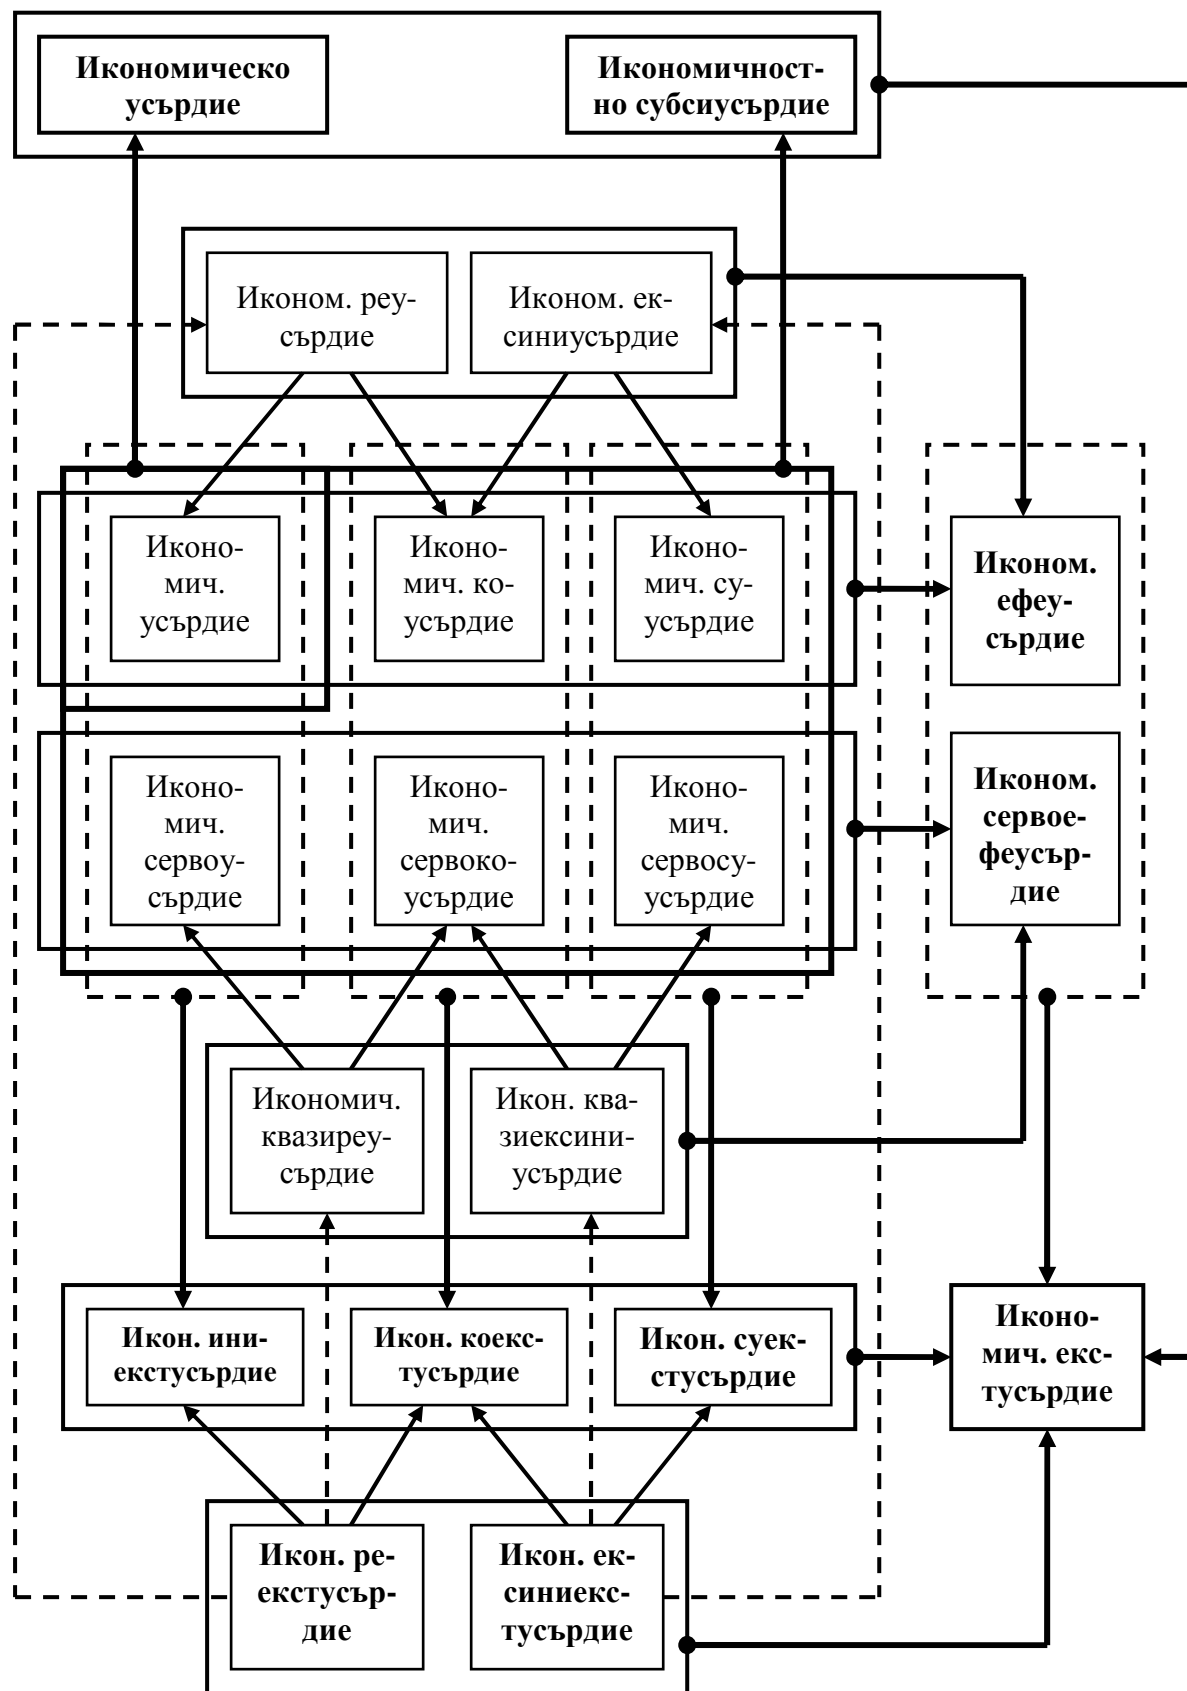 Икономическо
усърдие
Икономичност-
но субсиусърдие
Иконом. реу-
сърдие
Иконом. ек-
синиусърдие
Иконо-
мич.
усърдие
Иконо-
мич. ко-
усърдие
Иконо-
мич. су-
усърдие
Иконом.
ефеу-
сърдие
Иконо-
мич.
сервоу-
сърдие
Иконо-
мич.
сервоко-
усърдие
Иконо-
мич.
сервосу-
усърдие
Иконом.
сервое-
феусър-
дие
Икономич.
квазиреу-
сърдие
Икон. ква-
зиексини-
усърдие
Икон. ини-
екстусърдие
Икон. коекс-
тусърдие
Икон. суек-
стусърдие
Иконо-
мич. екс-
тусърдие
Икон. ре-
екстусър-
дие
Икон. ек-
синиекс-
тусърдие